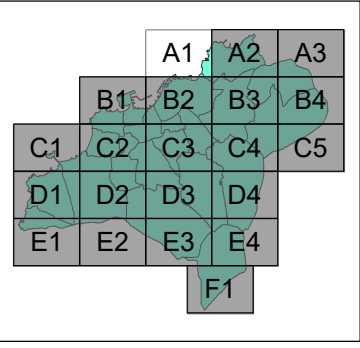 A1 A2 A3
B1 B2 B3 B4
C1 C2 C3 C4 C5
D1 D2 D3 D4
E1 E2 E3 E4
F1